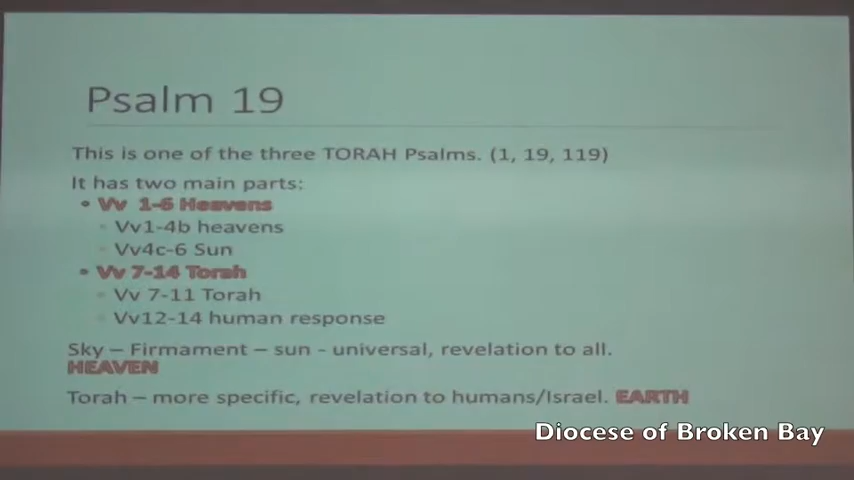 Psalm 19
This is one of the three TORAH Psalms. (1, 19, 119)
It has two main parts:
• Vv 1-6 Heavens
Vv1-4b heavens
Vv4c-6 Sun
• Vv 7-14 Torah
Vv 7-11 Torah
Vv12-14 human response
Sky – Firmament – sun - universal, revelation to all.
HEAVEN
Torah – more specific, revelation to humans/Israel. EARTH
Diocese of Broken Bay